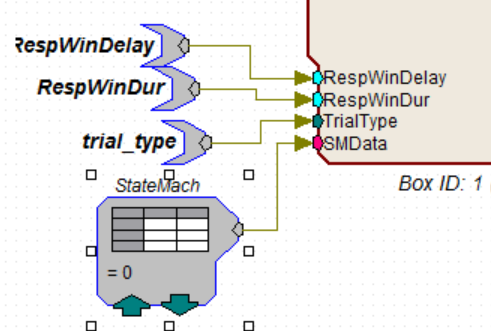 RespWinDelay
RespWinDur
trial_type
StateMach
= 0
RespWinDelay
RespWinDur
TrialType
SMData
Box ID: 1